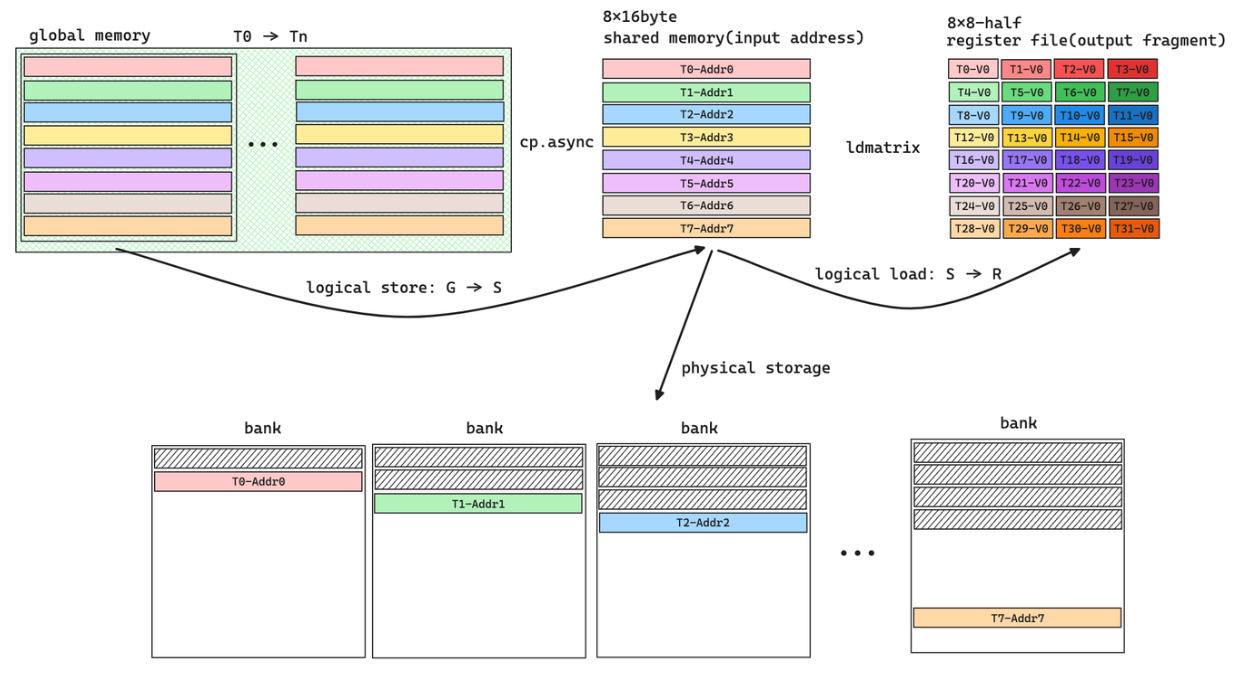 global memory
T0 → Tn
8×16byte
shared memory(input address)
8×8-half
register file(output fragment)
T0-Addr0
T1-Addr1
T2-Addr2
T3-Addr3
T4-Addr4
T5-Addr5
T6-Addr6
T7-Addr7
T0-V0 T1-V0 T2-V0 T3-V0
T4-V0 T5-V0 T6-V0 T7-V0
T8-V0 T9-V0 T10-V0 T11-V0
T12-V0 T13-V0 T14-V0 T15-V0
T16-V0 T17-V0 T18-V0 T19-V0
T20-V0 T21-V0 T22-V0 T23-V0
T24-V0 T25-V0 T26-V0 T27-V0
T28-V0 T29-V0 T30-V0 T31-V0
cp.async
ldmatrix
logical store: G → S
logical load: S → R
physical storage
bank
bank
bank
bank
T0-Addr0
T1-Addr1
T2-Addr2
T7-Addr7